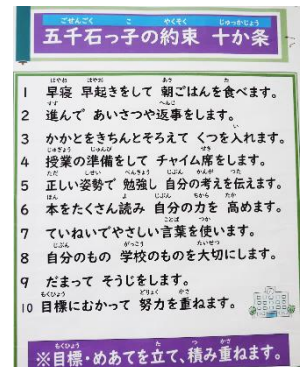 五千石っ子の約束 十か条
1 早寝 早起きをして 朝ごはんを食べます。
2 進んで あいさつや返事をします。
3 かかとをきちんとそろえて くつを入れます。
4 授業の準備をして チャイム席をします。
5 正しい姿勢で 勉強し 自分の考えを伝えます。
6 本をたくさん読み 自分の力を 高めます。
7 ていねいでやさしい言葉を使います。
8 自分のもの 学校のものを大切にします。
9 だまって そうじをします。
10 目標にむかって 努力を重ねます。
※目標・めあてを立て、積み重ねます。